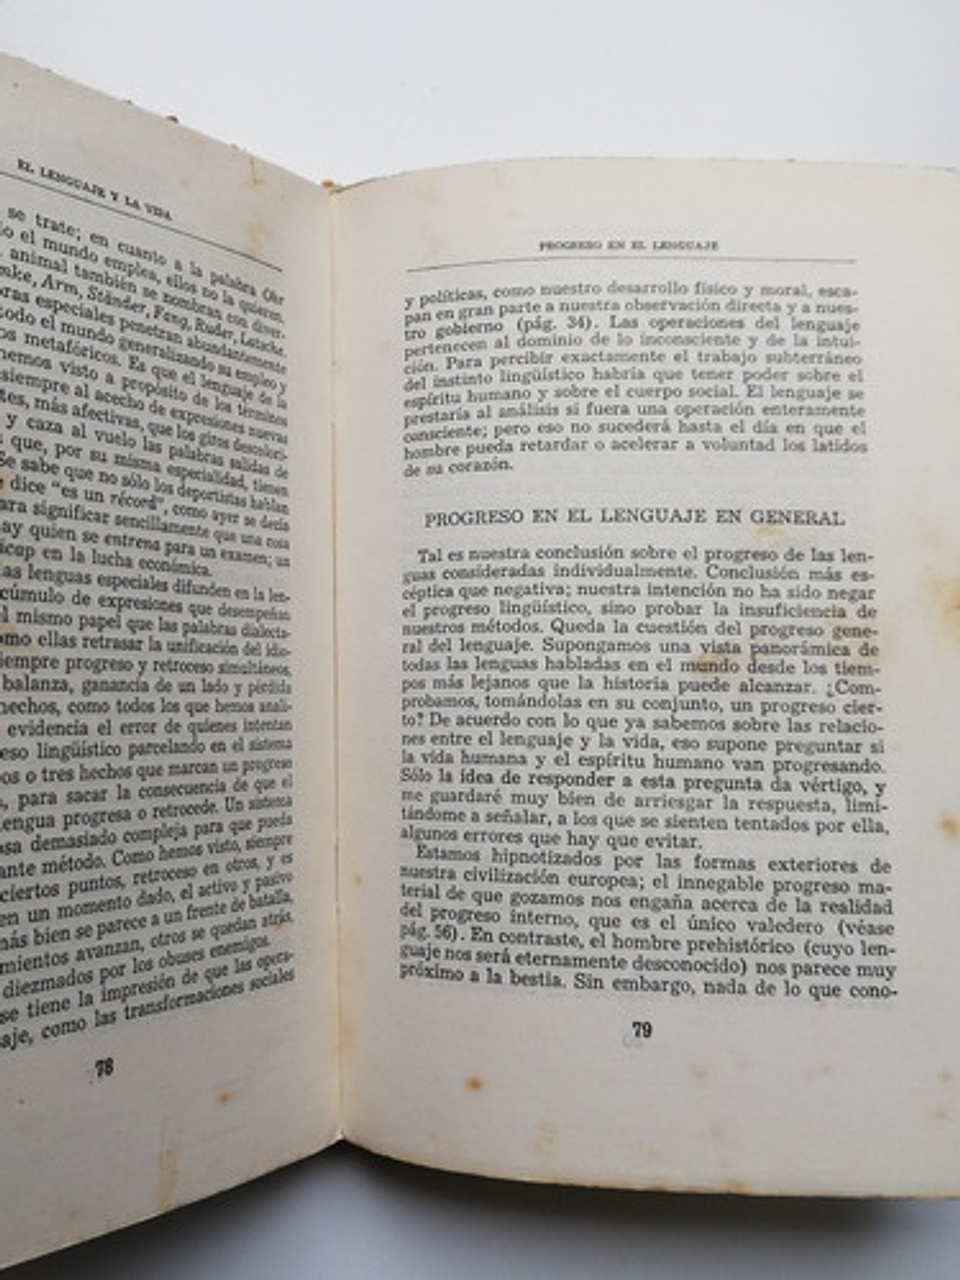 EL LENGUAJE Y LA VIDA
se trate; en cuanto a la palabra Ohr
el mundo emplea, ellos no la quieren.
animal también se nombran con diver-
Arm, Ständer, Fang, Ruder, Latsche.
especiales penetran abundantemente
todo el mundo generalizando su empleo y
metafóricos. Es que el lenguaje de la
hemos visto a propósito de los términos
siempre al acecho de expresiones nuevas
más afectivas, que los giros descolori-
y caza al vuelo las palabras salidas de
que, por su misma especialidad, tienen
Se sabe que no sólo los deportistas hablan
dice "es un récord", como ayer se decía
para significar sencillamente que una cosa
hay quien se entrena para un examen; un
en la lucha económica.
las lenguas especiales difunden en la len-
cúmulo de expresiones que desempeñan
el mismo papel que las palabras dialecta-
como ellas retrasar la unificación del idio-
siempre progreso y retroceso simultáneos,
balanza, ganancia de un lado y pérdida
hechos, como todos los que hemos anali-
evidencia el error de quienes intentan
lingüístico parcelando en el sistema
o tres hechos que marcan un progreso
para sacar la consecuencia de que el
lengua progresa o retrocede. Un sistema
demasiado compleja para que pueda
método. Como hemos visto, siempre
ciertos puntos, retroceso en otros, y es
en un momento dado, el activo y pasivo
más bien se parece a un frente de batalla,
avanzan, otros se quedan atrás,
diezmados por los obuses enemigos.
se tiene la impresión de que las opera-
como las transformaciones sociales
78
PROGRESO EN EL LENGUAJE
y políticas, como nuestro desarrollo físico y moral, esca-
pan en gran parte a nuestra observación directa y a nues-
tro gobierno (pág. 34). Las operaciones del lenguaje
pertenecen al dominio de lo inconsciente y de la intui-
ción. Para percibir exactamente el trabajo subterráneo
del instinto lingüístico habría que tener poder sobre el
espíritu humano y sobre el cuerpo social. El lenguaje se
prestaría al análisis si fuera una operación enteramente
consciente; pero eso no sucederá hasta el día en que el
hombre pueda retardar o acelerar a voluntad los latidos
de su corazón.
PROGRESO EN EL LENGUAJE EN GENERAL
Tal es nuestra conclusión sobre el progreso de las len-
guas consideradas individualmente. Conclusión más es-
céptica que negativa; nuestra intención no ha sido negar
el progreso lingüístico, sino probar la insuficiencia de
nuestros métodos. Queda la cuestión del progreso gene-
ral del lenguaje. Supongamos una vista panorámica de
todas las lenguas habladas en el mundo desde los tiem-
pos más lejanos que la historia puede alcanzar. ¿Com-
probamos, tomándolas en su conjunto, un progreso cier-
to? De acuerdo con lo que ya sabemos sobre las relacio-
nes entre el lenguaje y la vida, eso supone preguntar si
la vida humana y el espíritu humano van progresando.
Sólo la idea de responder a esta pregunta da vértigo, y
me guardaré muy bien de arriesgar la respuesta, limi-
tándome a señalar, a los que se sienten tentados por ella,
algunos errores que hay que evitar.
Estamos hipnotizados por las formas exteriores de
nuestra civilización europea; el innegable progreso ma-
terial de que gozamos nos engaña acerca de la realidad
del progreso interno, que es el único valedero (véase
pág. 56). En contraste, el hombre prehistórico (cuyo len-
guaje nos será eternamente desconocido) nos parece muy
próximo a la bestia. Sin embargo, nada de lo que cono-
79